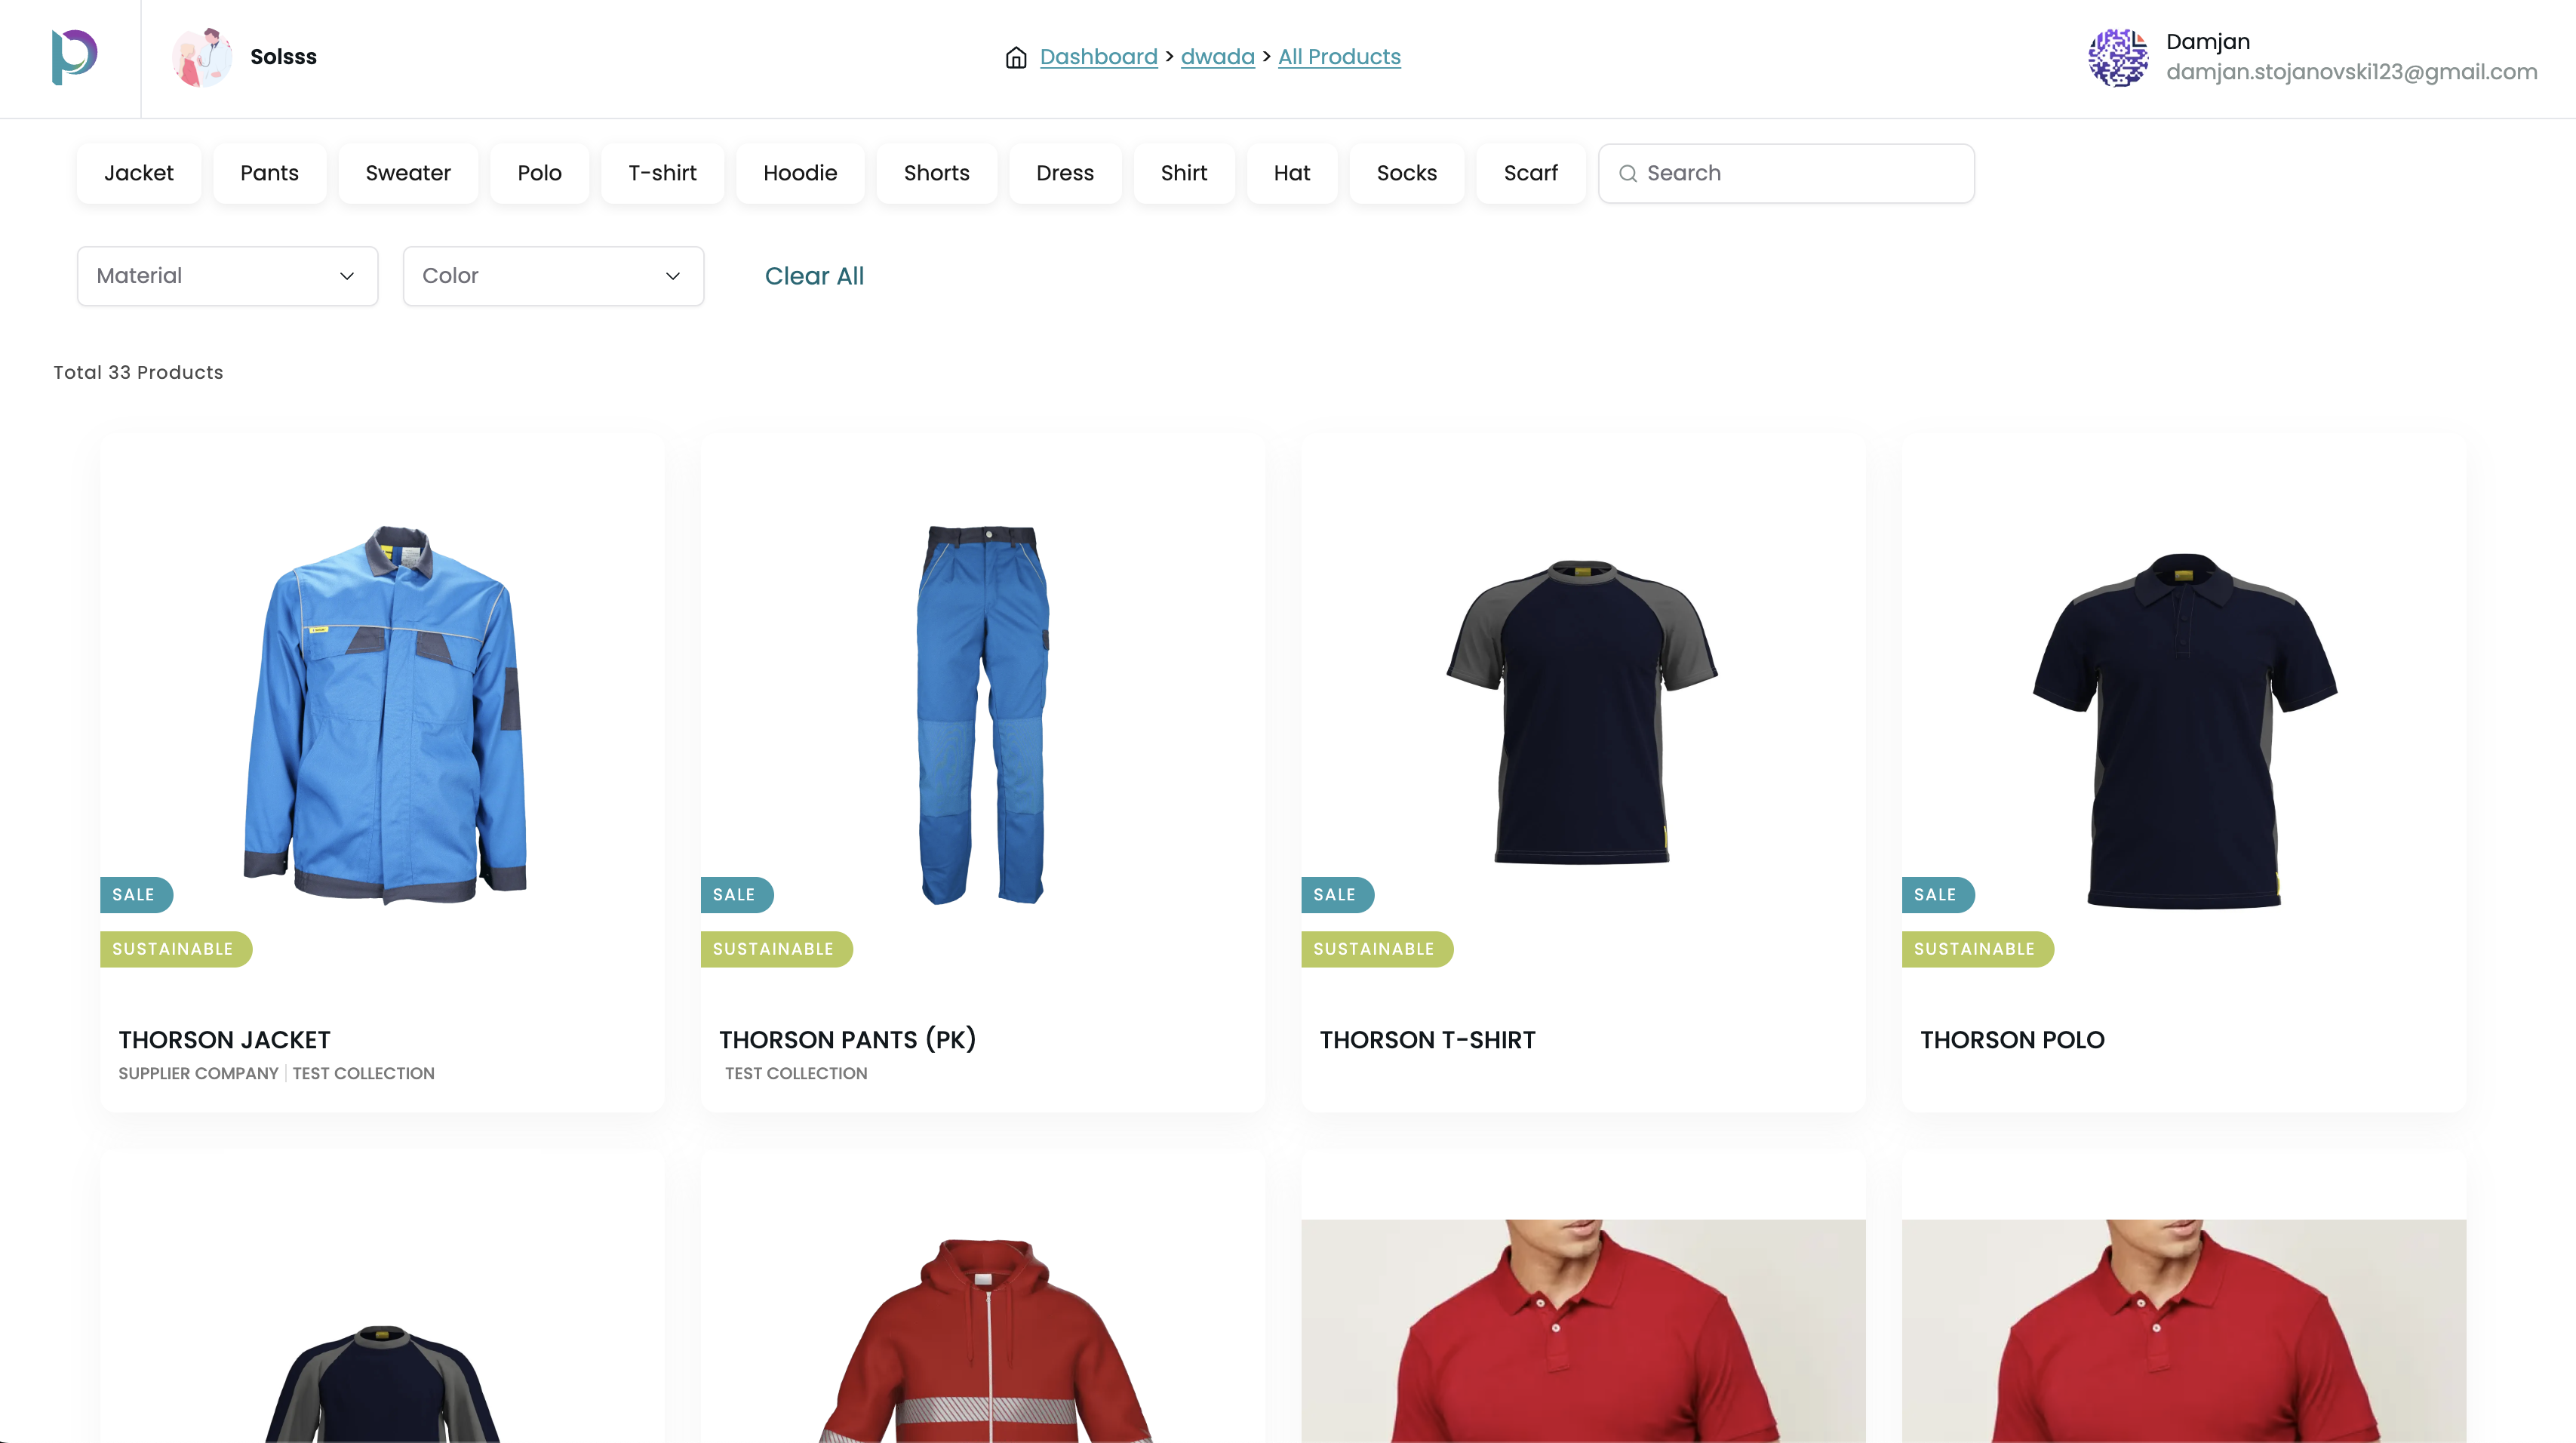 Solsss
Dashboard > dwada > All Products
Damjan
damjan.stojanovski123@gmail.com
Jacket Pants Sweater Polo T-shirt Hoodie Shorts Dress Shirt Hat Socks Scarf Search
Material Color Clear All
Total 33 Products
SALE SALE SALE SALE
SUSTAINABLE SUSTAINABLE SUSTAINABLE SUSTAINABLE
THORSON JACKET THORSON PANTS (PK) THORSON T-SHIRT THORSON POLO
SUPPLIER COMPANY TEST COLLECTION TEST COLLECTION